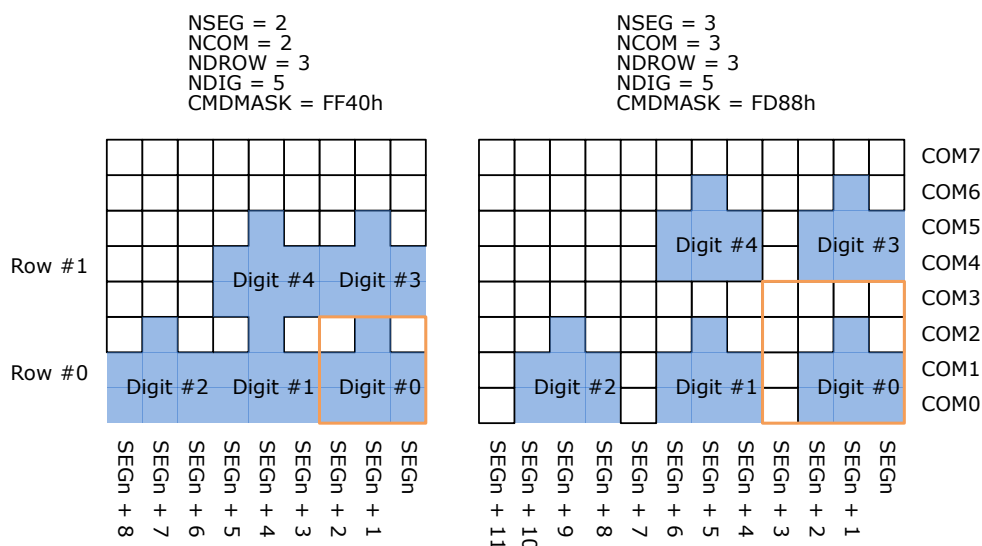 NSEG = 2
NCOM = 2
NDROW = 3
NDIG = 5
CMDMASK = FF40h
NSEG = 3
NCOM = 3
NDROW = 3
NDIG = 5
CMDMASK = FD88h
COM7
COM6
COM5
COM4
COM3
COM2
COM1
COM0
Row #1
Row #0
Digit #4
Digit #3
Digit #2
Digit #1
Digit #0
Digit #4
Digit #3
Digit #2
Digit #1
Digit #0
SEGn + 8
SEGn + 7
SEGn + 6
SEGn + 5
SEGn + 4
SEGn + 3
SEGn + 2
SEGn + 1
SEGn
SEGn + 11
SEGn + 10
SEGn + 9
SEGn + 8
SEGn + 7
SEGn + 6
SEGn + 5
SEGn + 4
SEGn + 3
SEGn + 2
SEGn + 1
SEGn